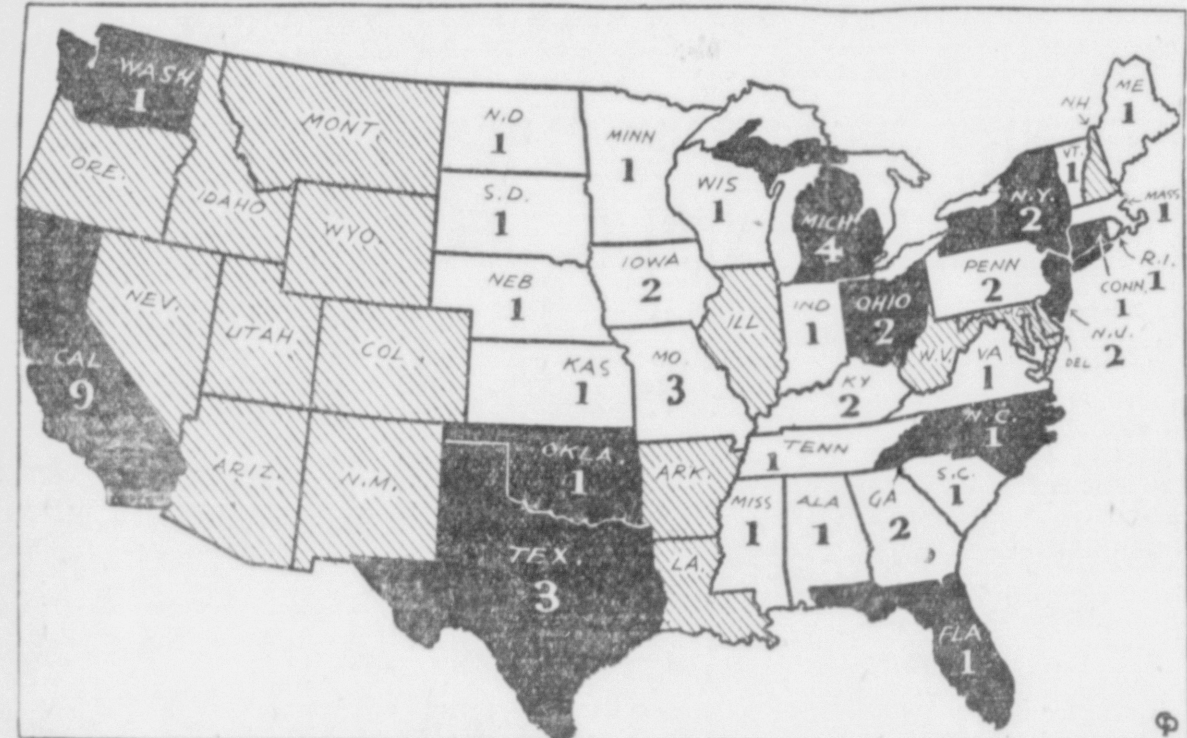 WASH.
1
ORE.
CAL
9
NEV.
IDAHO
MONT.
WYO.
UTAH
COL.
ARIZ.
N.M.
N.D
1
S.D.
1
NEB
1
KAS
1
OKLA.
1
TEX.
3
MINN
1
IOWA
2
MO.
3
ARK.
LA.
WIS
1
ILL
MICH
4
IND
1
OHIO
2
KY
2
TENN
1
MISS
1
ALA
1
GA
2
FLA
1
S.C.
1
N.C.
1
VA
1
W.V.
PENN
2
N.Y.
2
VT.
1
NH
ME
1
MASS
1
R.I.
1
CONN.
1
N.J.
2
DEL